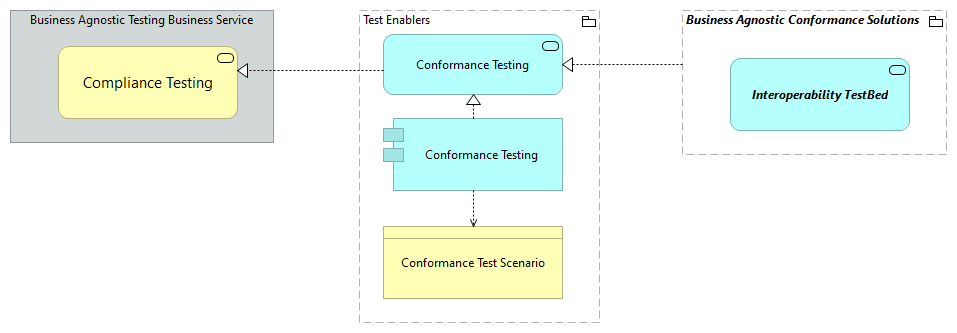 Business Agnostic Testing Business Service
Compliance Testing
Test Enablers
Conformance Testing
Conformance Testing
Conformance Test Scenario
Business Agnostic Conformance Solutions
Interoperability TestBed